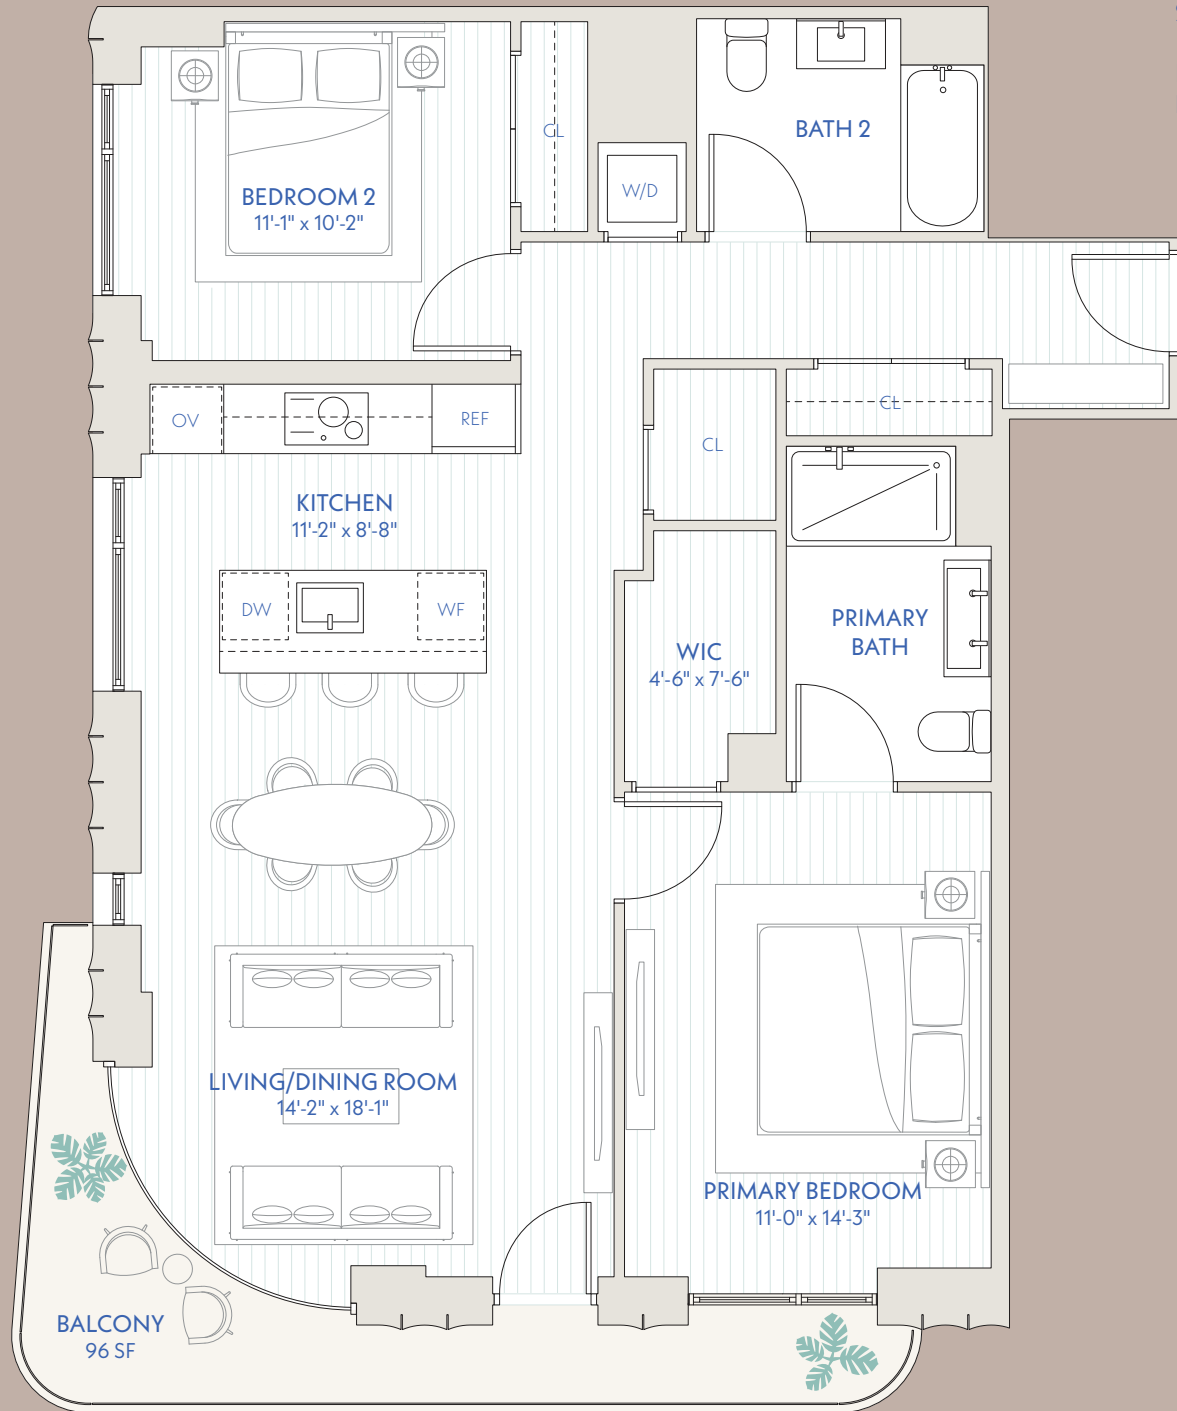 BATH 2
CL
W/D
BEDROOM 2
11'-1" x 10'-2"
OV
REF
CL
CL
KITCHEN
11'-2" x 8'-8"
DW
WF
PRIMARY
BATH
WIC
4'-6" x 7'-6"
LIVING/DINING ROOM
14'-2" x 18'-1"
PRIMARY BEDROOM
11'-0" x 14'-3"
BALCONY
96 SF